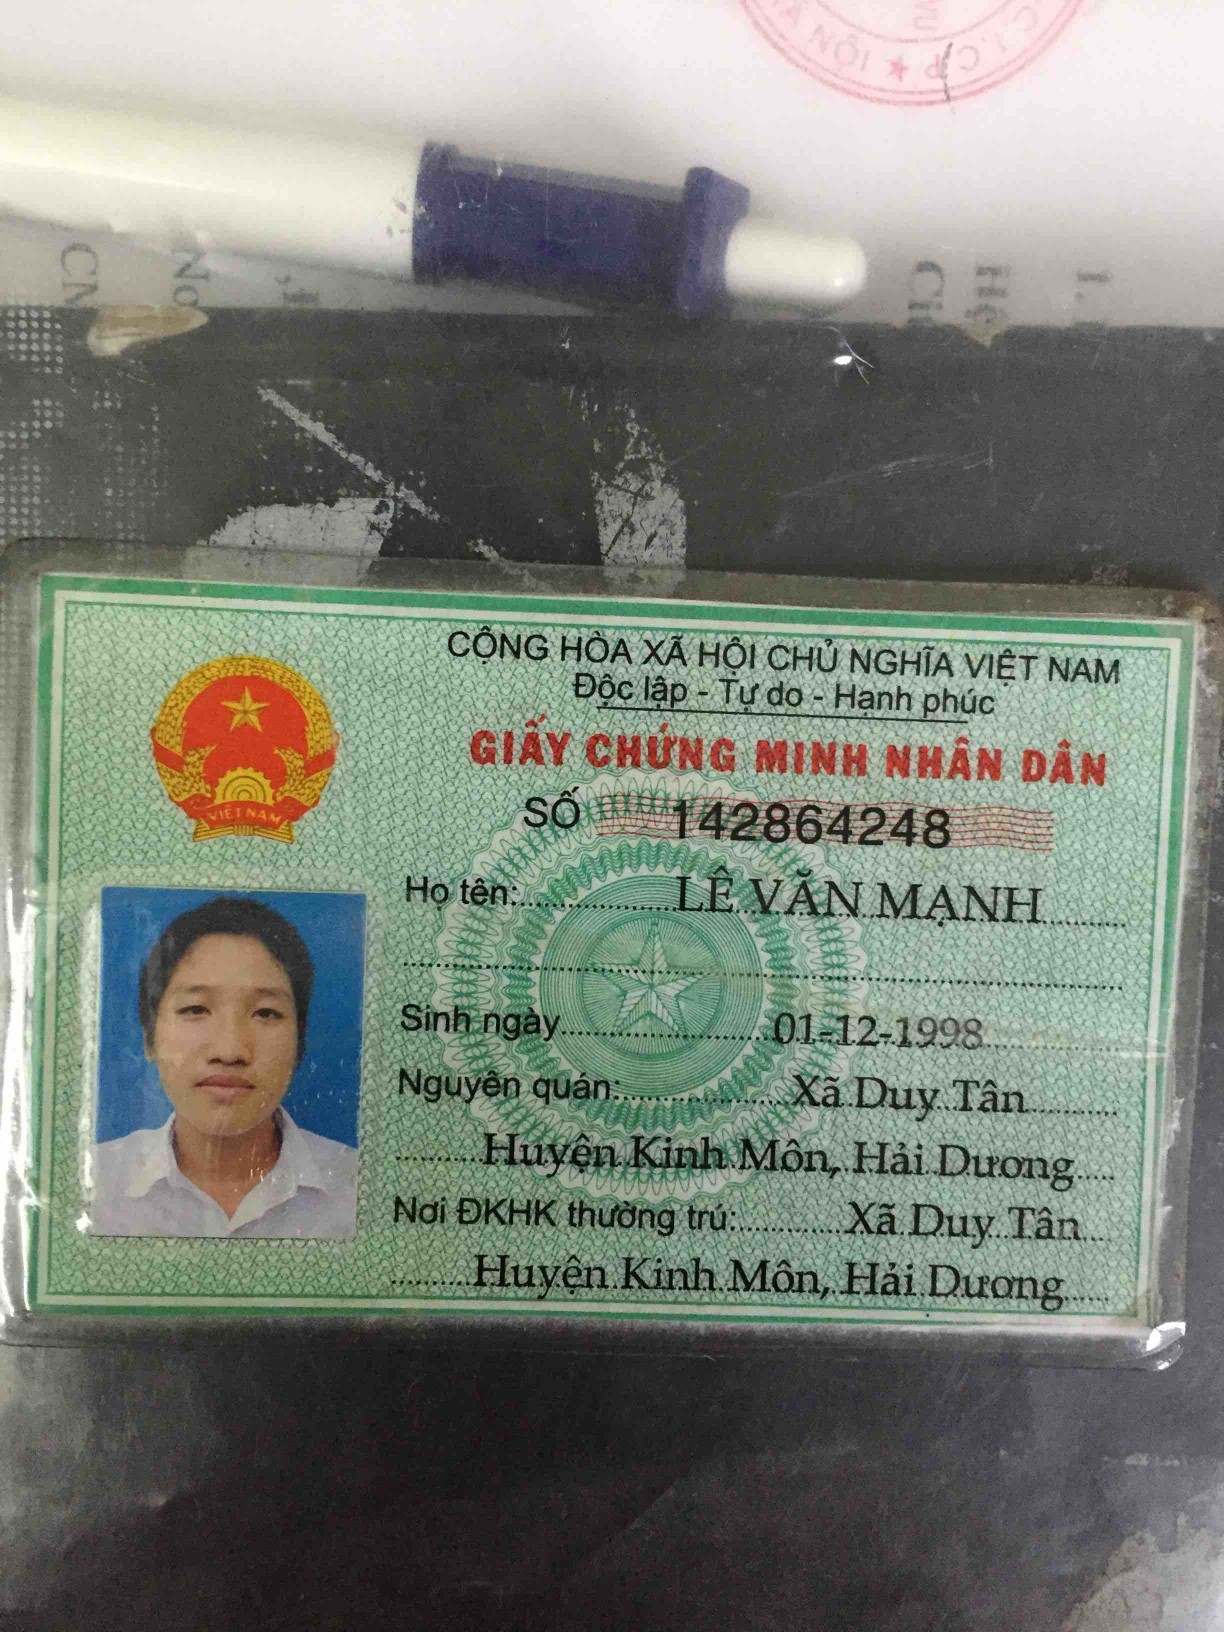 CỘNG HÒA XÃ HỘI CHỦ NGHĨA VIỆT NAM
Độc lập - Tự do - Hạnh phúc
GIẤY CHỨNG MINH NHÂN DÂN
SỐ 142864248
VIỆT NAM
Họ tên: LÊ VĂN MẠNH
Sinh ngày 01-12-1998
Nguyên quán: Xã Duy Tân
Huyện Kinh Môn, Hải Dương
Nơi ĐKHK thường trú: Xã Duy Tân
Huyện Kinh Môn, Hải Dương